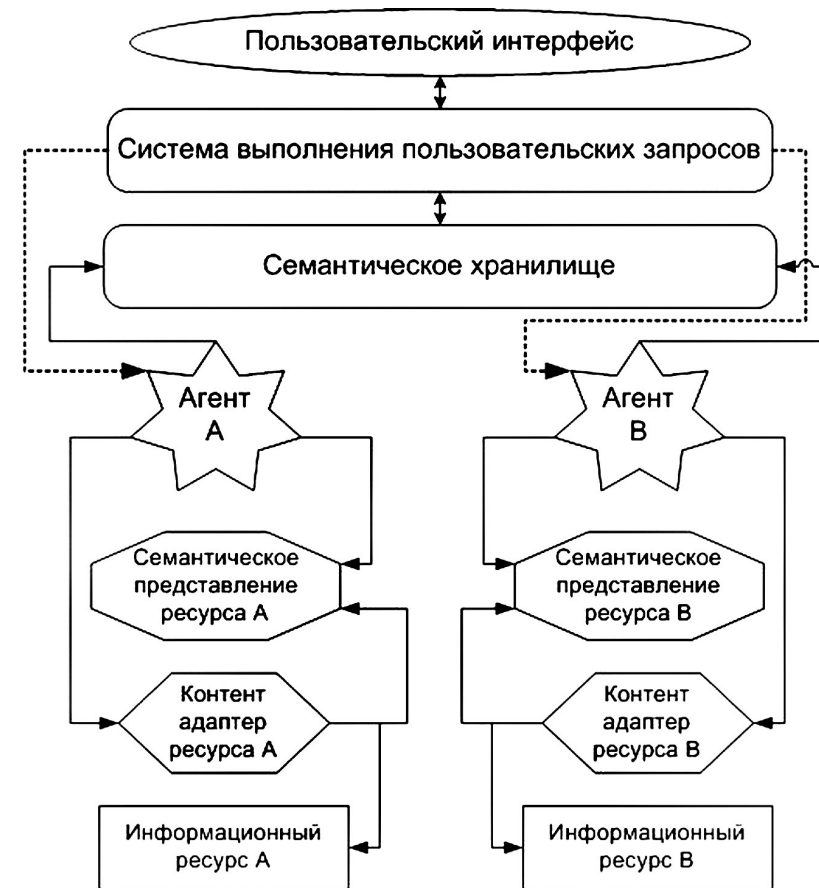 Пользовательский интерфейс
Система выполнения пользовательских запросов
Семантическое хранилище
Агент
А
Агент
В
Семантическое
представление
ресурса А
Семантическое
представление
ресурса В
Контент
адаптер
ресурса А
Контент
адаптер
ресурса В
Информационный
ресурс А
Информационный
ресурс В